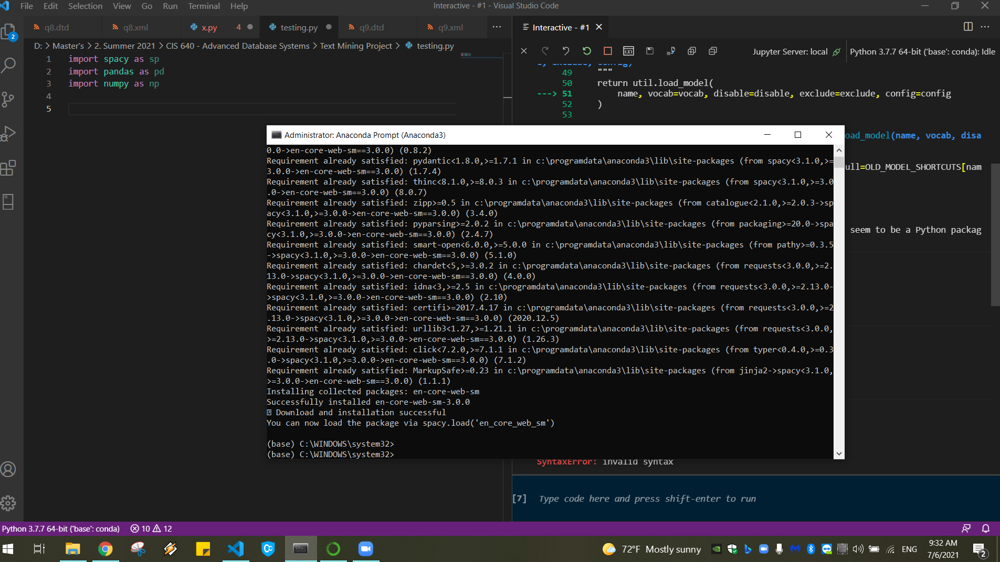 File Edit Selection View Go Run Terminal Help
Interactive - #1 - Visual Studio Code
q8.dtd q8.xml x.py 4 testing.py q9.dtd q9.xml ···
Interactive - #1
2
D: > Master's > 2. Summer 2021 > CIS 640 - Advanced Database Systems > Text Mining Project > testing.py
1 import spacy as sp
2 import pandas as pd
3 import numpy as np
4
5
Jupyter Server: local Python 3.7.7 64-bit ('base': conda): Idle
49 """
50 return util.load_model(
---> 51 name, vocab=vocab, disable=disable, exclude=exclude, config=config
52 )
53
oad_model(name, vocab, disa
ull=OLD_MODEL_SHORTCUTS[nam
seem to be a Python packag
Administrator: Anaconda Prompt (Anaconda3)
0.0->en-core-web-sm==3.0.0) (0.8.2)
Requirement already satisfied: pydantic<1.8.0,>=1.7.1 in c:\programdata\anaconda3\lib\site-packages (from spacy<3.1.0,>=
3.0.0->en-core-web-sm==3.0.0) (1.7.4)
Requirement already satisfied: thinc<8.1.0,>=8.0.3 in c:\programdata\anaconda3\lib\site-packages (from spacy<3.1.0,>=3.0
.0->en-core-web-sm==3.0.0) (8.0.7)
Requirement already satisfied: zipp>=0.5 in c:\programdata\anaconda3\lib\site-packages (from catalogue<2.1.0,>=2.0.3->sp
acy<3.1.0,>=3.0.0->en-core-web-sm==3.0.0) (3.4.0)
Requirement already satisfied: pyparsing>=2.0.2 in c:\programdata\anaconda3\lib\site-packages (from packaging>=20.0->spa
cy<3.1.0,>=3.0.0->en-core-web-sm==3.0.0) (2.4.7)
Requirement already satisfied: smart-open<6.0.0,>=5.0.0 in c:\programdata\anaconda3\lib\site-packages (from pathy>=0.3.5
->spacy<3.1.0,>=3.0.0->en-core-web-sm==3.0.0) (5.1.0)
Requirement already satisfied: chardet<5,>=3.0.2 in c:\programdata\anaconda3\lib\site-packages (from requests<3.0.0,>=2.
13.0->spacy<3.1.0,>=3.0.0->en-core-web-sm==3.0.0) (4.0.0)
Requirement already satisfied: idna<3,>=2.5 in c:\programdata\anaconda3\lib\site-packages (from requests<3.0.0,>=2.13.0-
>spacy<3.1.0,>=3.0.0->en-core-web-sm==3.0.0) (2.10)
Requirement already satisfied: certifi>=2017.4.17 in c:\programdata\anaconda3\lib\site-packages (from requests<3.0.0,>=2
.13.0->spacy<3.1.0,>=3.0.0->en-core-web-sm==3.0.0) (2020.12.5)
Requirement already satisfied: urllib3<1.27,>=1.21.1 in c:\programdata\anaconda3\lib\site-packages (from requests<3.0.0,
>=2.13.0->spacy<3.1.0,>=3.0.0->en-core-web-sm==3.0.0) (1.26.3)
Requirement already satisfied: click<7.2.0,>=7.1.1 in c:\programdata\anaconda3\lib\site-packages (from typer<0.4.0,>=0.3
.0->spacy<3.1.0,>=3.0.0->en-core-web-sm==3.0.0) (7.1.2)
Requirement already satisfied: MarkupSafe>=0.23 in c:\programdata\anaconda3\lib\site-packages (from jinja2->spacy<3.1.0,
>=3.0.0->en-core-web-sm==3.0.0) (1.1.1)
Installing collected packages: en-core-web-sm
Successfully installed en-core-web-sm-3.0.0
Download and installation successful
You can now load the package via spacy.load('en_core_web_sm')
(base) C:\WINDOWS\system32>
(base) C:\WINDOWS\system32>
SyntaxError: invalid syntax
[7] Type code here and press shift-enter to run
Python 3.7.7 64-bit ('base': conda) 10 12
72°F Mostly sunny ENG 9:32 AM
7/6/2021 2